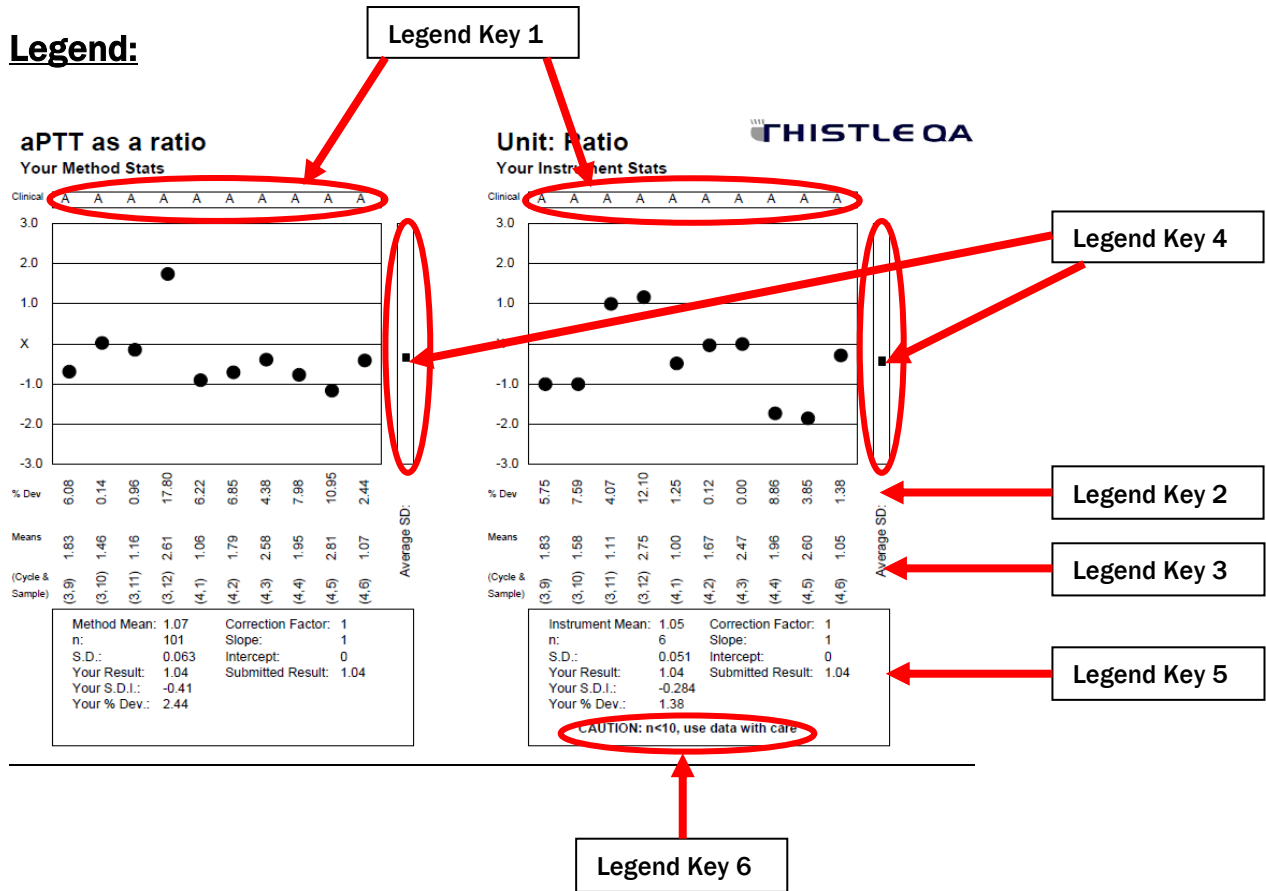 Legend Key 1
Legend:
aPTT as a ratio
Your Method Stats
Clinical A A A A A A A A A A
3.0
2.0
1.0
X
-1.0
-2.0
-3.0
% Dev 6.08 0.14 0.96 17.80 6.22 6.85 4.38 7.98 10.95 2.44
Means 1.83 1.46 1.16 2.61 1.06 1.79 2.58 1.95 2.81 1.07
(Cycle &
Sample) (3, 9) (3, 10) (3, 11) (3, 12) (4, 1) (4, 2) (4, 3) (4, 4) (4, 5) (4, 6)
Average SD:
Method Mean: 1.07 Correction Factor: 1
n: 101 Slope: 1
S.D.: 0.063 Intercept: 0
Your Result: 1.04 Submitted Result: 1.04
Your S.D.I.: -0.41
Your % Dev.: 2.44
Unit: Ratio
THISTLE QA
Your Instrument Stats
Clinical A A A A A A A A A A
3.0
2.0
1.0
-1.0
-2.0
-3.0
% Dev 5.75 7.59 4.07 12.10 1.25 0.12 0.00 8.86 3.85 1.38
Means 1.83 1.58 1.11 2.75 1.00 1.67 2.47 1.96 2.60 1.05
(Cycle &
Sample) (3, 9) (3, 10) (3, 11) (3, 12) (4, 1) (4, 2) (4, 3) (4, 4) (4, 5) (4, 6)
Average SD:
Instrument Mean: 1.05 Correction Factor: 1
n: 6 Slope: 1
S.D.: 0.051 Intercept: 0
Your Result: 1.04 Submitted Result: 1.04
Your S.D.I.: -0.284
Your % Dev.: 1.38
CAUTION: n<10, use data with care
Legend Key 4
Legend Key 2
Legend Key 3
Legend Key 5
Legend Key 6